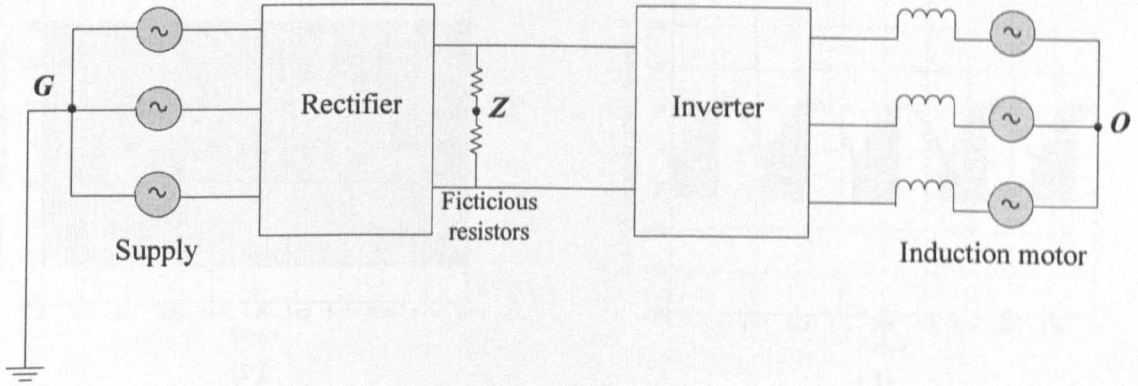 G
Rectifier
Z
Inverter
O
Ficticious
resistors
Supply
Induction motor